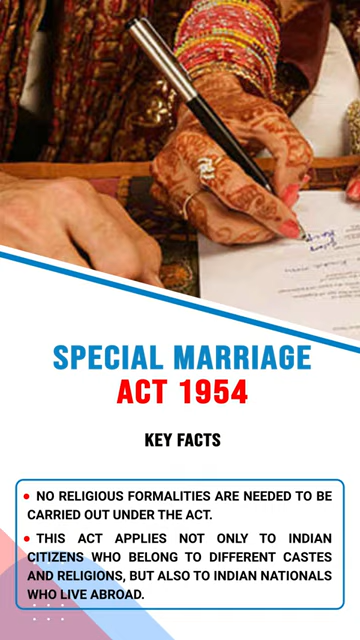 SPECIAL MARRIAGE
ACT 1954
KEY FACTS
• NO RELIGIOUS FORMALITIES ARE NEEDED TO BE
CARRIED OUT UNDER THE ACT.
• THIS ACT APPLIES NOT ONLY TO INDIAN
CITIZENS WHO BELONG TO DIFFERENT CASTES
AND RELIGIONS, BUT ALSO TO INDIAN NATIONALS
WHO LIVE ABROAD.